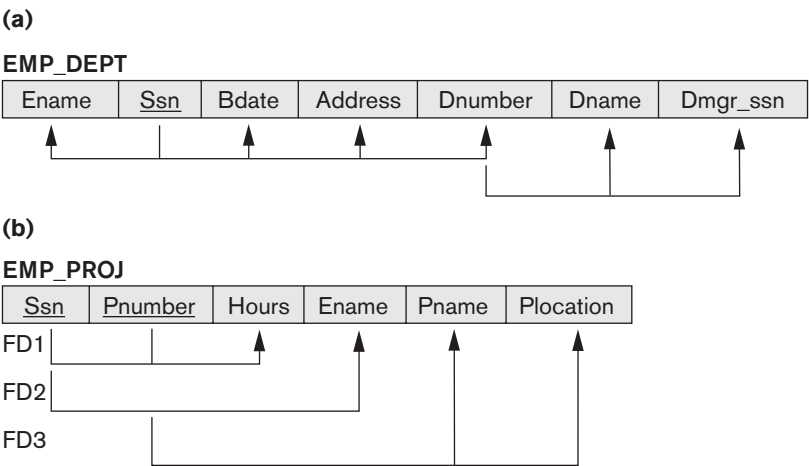 (a)
EMP_DEPT
Ename Ssn Bdate Address Dnumber Dname Dmgr_ssn
(b)
EMP_PROJ
Ssn Pnumber Hours Ename Pname Plocation
FD1
FD2
FD3